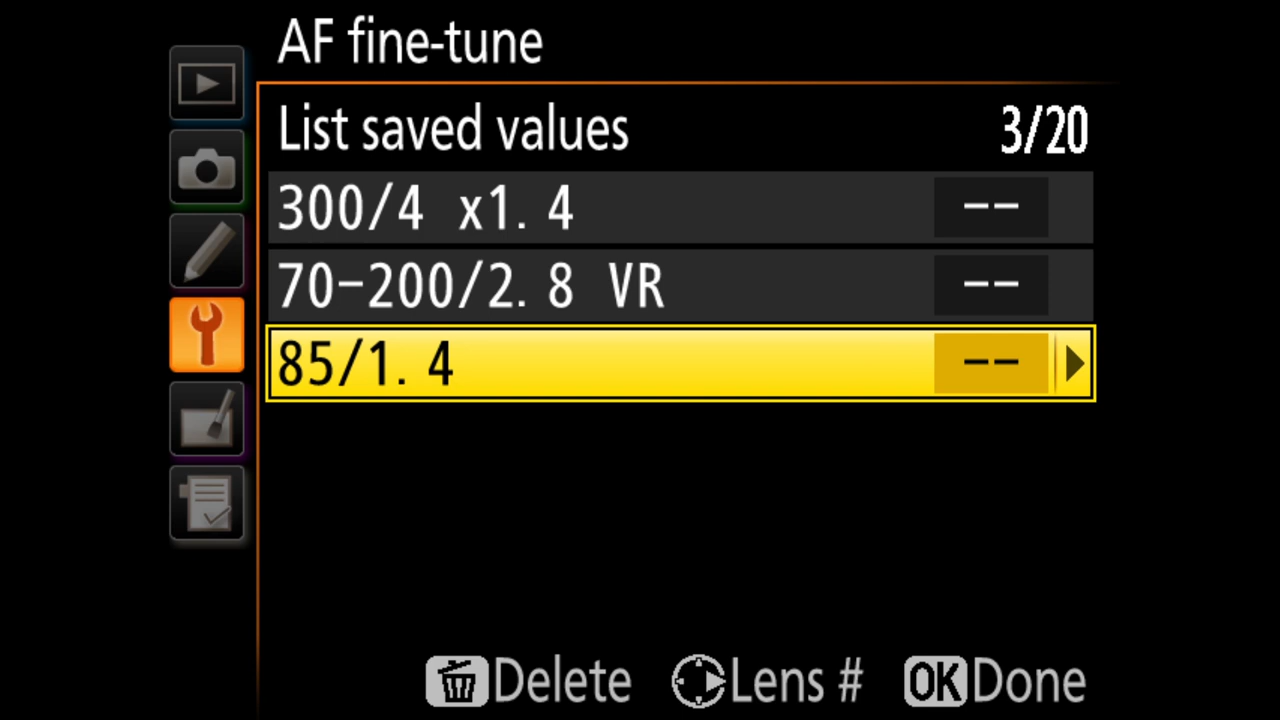 AF fine-tune
List saved values 3/20
300/4 x1. 4 --
70-200/2. 8 VR --
85/1. 4 --
Delete Lens # OK Done